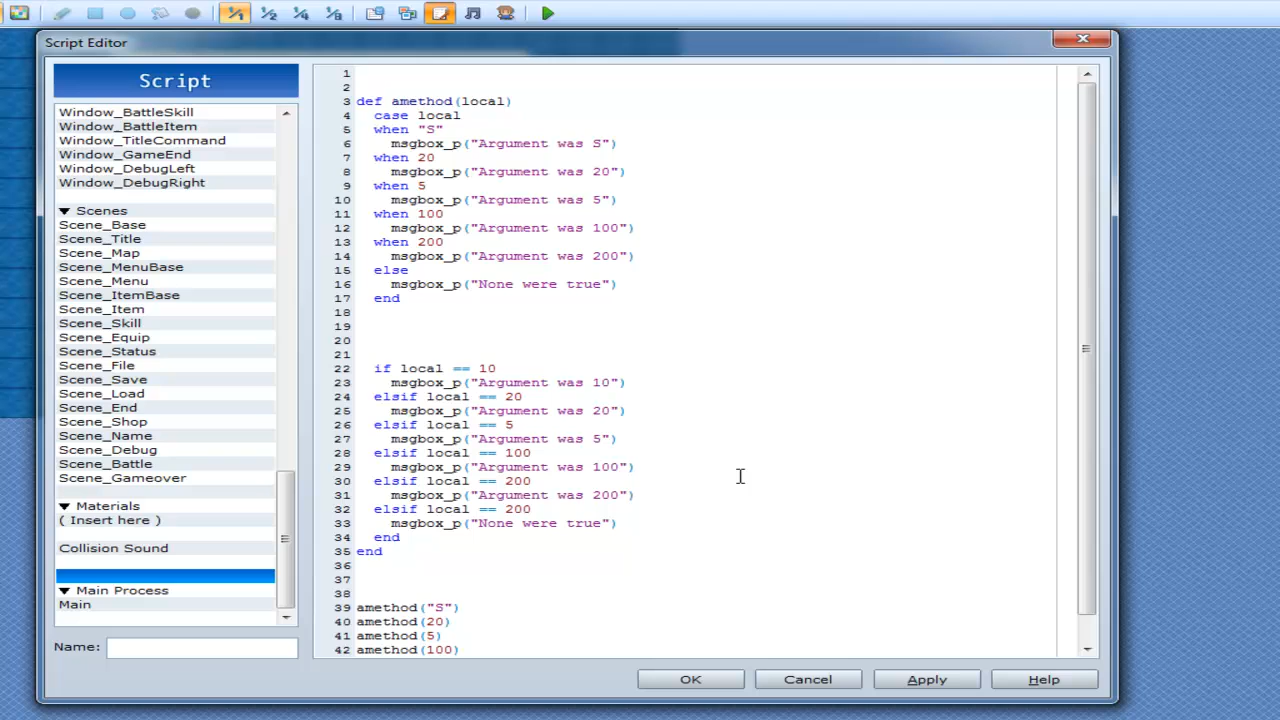 Script Editor
Script
Window_BattleSkill
Window_BattleItem
Window_TitleCommand
Window_GameEnd
Window_DebugLeft
Window_DebugRight
▼ Scenes
Scene_Base
Scene_Title
Scene_Map
Scene_MenuBase
Scene_Menu
Scene_ItemBase
Scene_Item
Scene_Skill
Scene_Equip
Scene_Status
Scene_File
Scene_Save
Scene_Load
Scene_End
Scene_Shop
Scene_Name
Scene_Debug
Scene_Battle
Scene_Gameover
▼ Materials
( Insert here )
Collision Sound
▼ Main Process
Main
Name:
1
2
3 def amethod(local)
4 case local
5 when "S"
6 msgbox_p("Argument was S")
7 when 20
8 msgbox_p("Argument was 20")
9 when 5
10 msgbox_p("Argument was 5")
11 when 100
12 msgbox_p("Argument was 100")
13 when 200
14 msgbox_p("Argument was 200")
15 else
16 msgbox_p("None were true")
17 end
18
19
20
21
22 if local == 10
23 msgbox_p("Argument was 10")
24 elsif local == 20
25 msgbox_p("Argument was 20")
26 elsif local == 5
27 msgbox_p("Argument was 5")
28 elsif local == 100
29 msgbox_p("Argument was 100")
30 elsif local == 200
31 msgbox_p("Argument was 200")
32 elsif local == 200
33 msgbox_p("None were true")
34 end
35 end
36
37
38
39 amethod("S")
40 amethod(20)
41 amethod(5)
42 amethod(100)
OK Cancel Apply Help
1/1 1/2 1/4 1/8